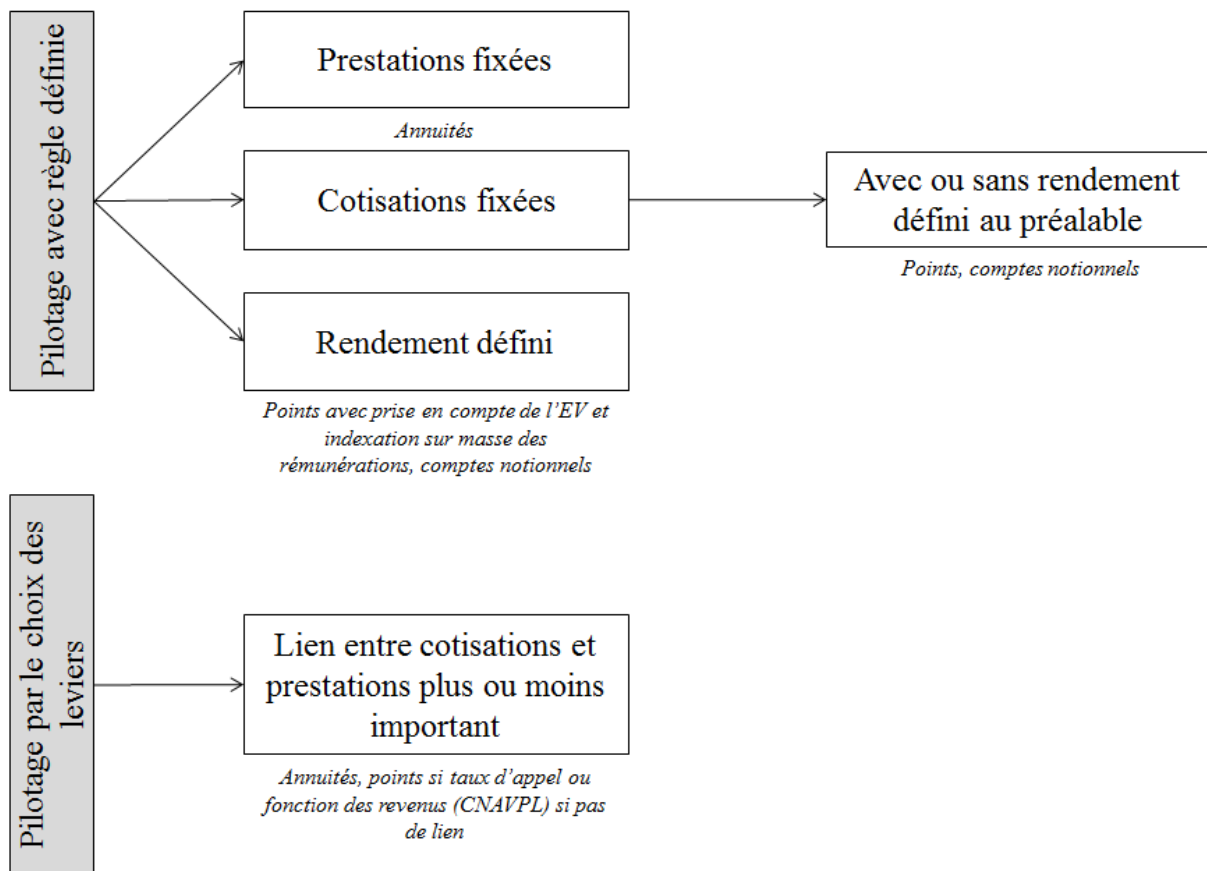 Pilotage avec règle définie
Prestations fixées
Annuités
Cotisations fixées
Avec ou sans rendement
défini au préalable
Points, comptes notionnels
Rendement défini
Points avec prise en compte de l'EV et
indexation sur masse des
rémunérations, comptes notionnels
Pilotage par le choix des
leviers
Lien entre cotisations et
prestations plus ou moins
important
Annuités, points si taux d'appel ou
fonction des revenus (CNAVPL) si pas
de lien